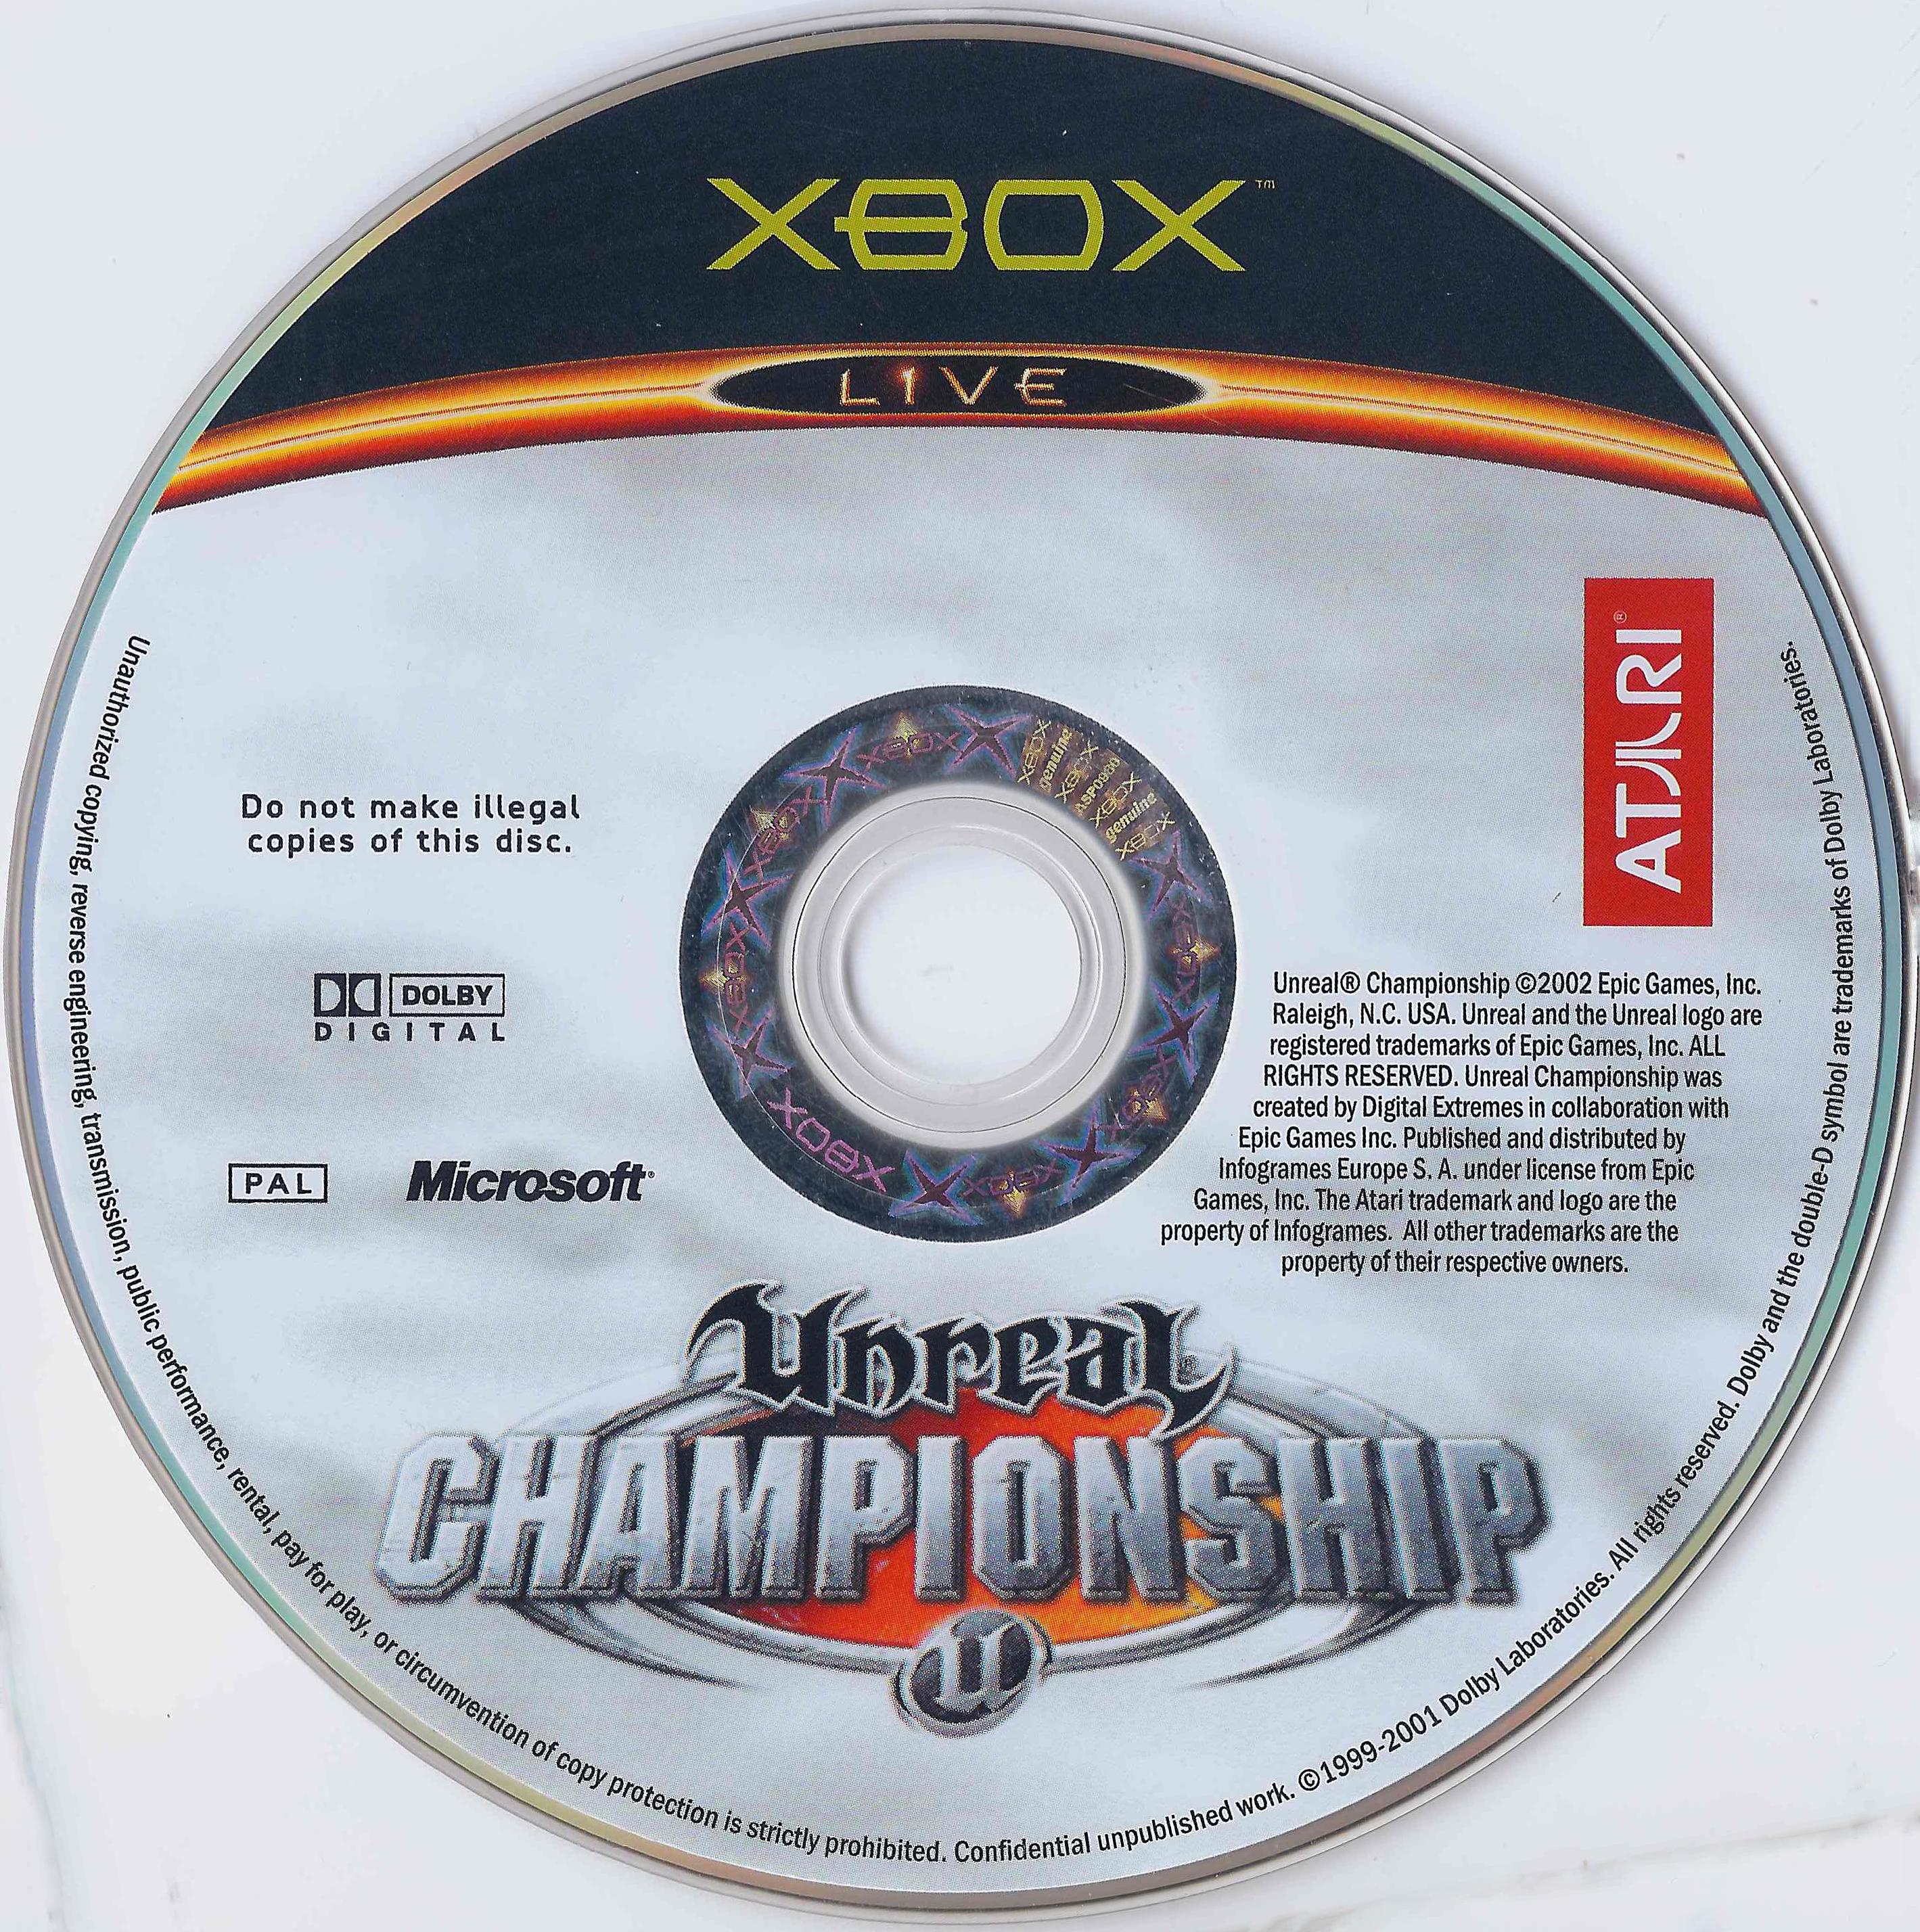 XBOX™
LIVE
ATARI®
Do not make illegal
copies of this disc.
DOLBY
DIGITAL
PAL
Microsoft®
XBOX
genuine
XBOX
XBOX
genuine
XBOX
Unreal® Championship ©2002 Epic Games, Inc.
Raleigh, N.C. USA. Unreal and the Unreal logo are
registered trademarks of Epic Games, Inc. ALL
RIGHTS RESERVED. Unreal Championship was
created by Digital Extremes in collaboration with
Epic Games Inc. Published and distributed by
Infogrames Europe S. A. under license from Epic
Games, Inc. The Atari trademark and logo are the
property of Infogrames. All other trademarks are the
property of their respective owners.
Unreal
CHAMPIONSHIP
U
Unauthorized copying, reverse engineering, transmission, public performance, rental, pay for play, or circumvention of copy protection is strictly prohibited. Confidential unpublished work. ©1999-2001 Dolby Laboratories. All rights reserved. Dolby and the double-D symbol are trademarks of Dolby Laboratories.